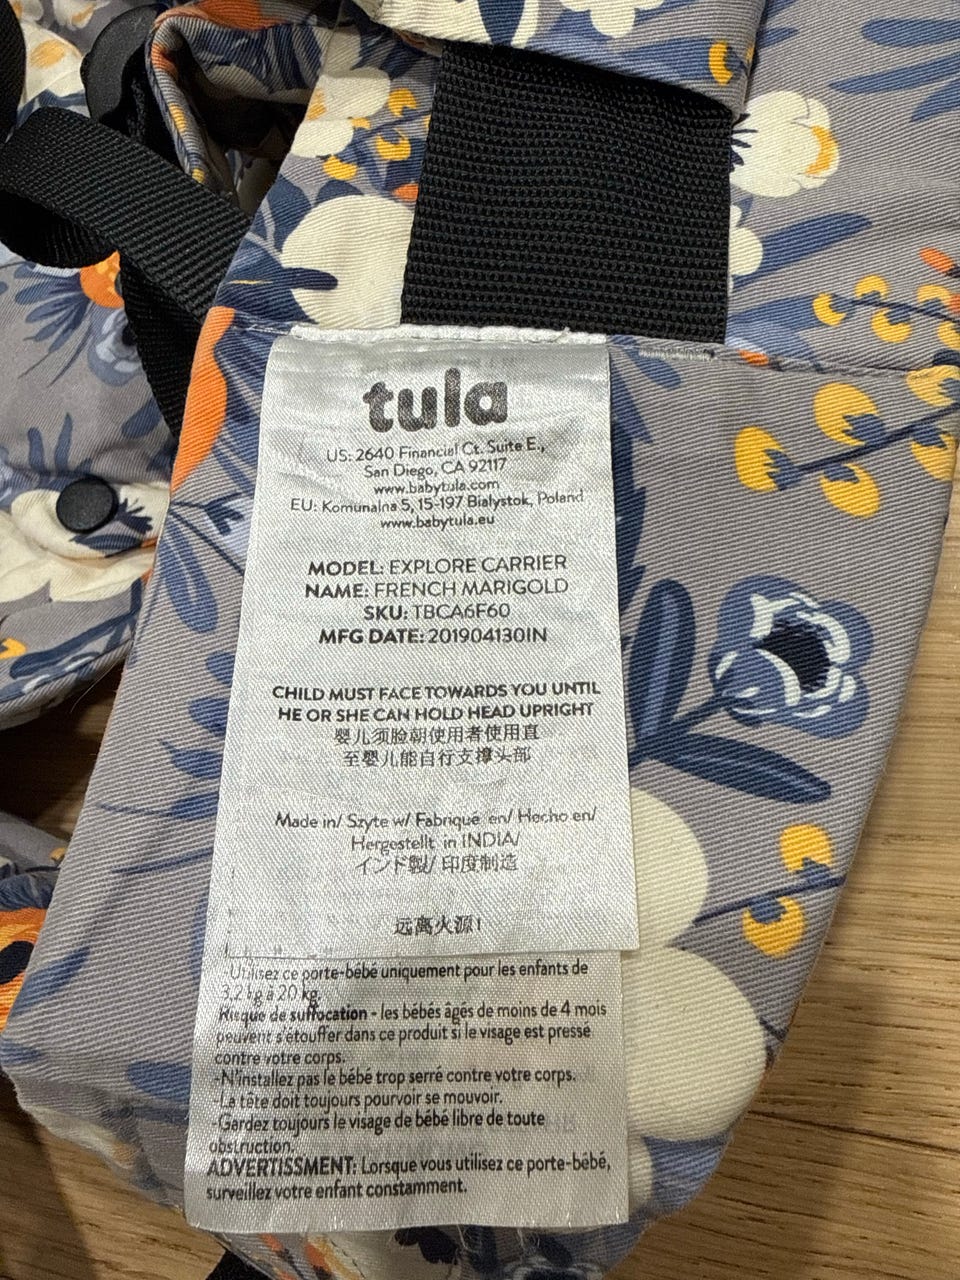 tula
US: 2640 Financial Ct. Suite E.,
San Diego, CA 92117
www.babytula.com
EU: Komunalna 5, 15-197 Bialystok, Poland
www.babytula.eu
MODEL: EXPLORE CARRIER
NAME: FRENCH MARIGOLD
SKU: TBCA6F60
MFG DATE: 201904130IN
CHILD MUST FACE TOWARDS YOU UNTIL
HE OR SHE CAN HOLD HEAD UPRIGHT
婴儿须脸朝使用者使用直
至婴儿能自行支撑头部
Made in/ Szyte w/ Fabriqué en/ Hecho en/
Hergestellt in INDIA/
インド製/ 印度制造
远离火源!
-Utilisez ce porte-bébé uniquement pour les enfants de
3,2 kg à 20 kg.
Risque de suffocation - les bébés âgés de moins de 4 mois
peuvent s'étouffer dans ce produit si le visage est pressé
contre votre corps.
-N'installez pas le bébé trop serré contre votre corps.
-La tête doit toujours pourvoir se mouvoir.
-Gardez toujours le visage de bébé libre de toute
obstruction.
ADVERTISSMENT: Lorsque vous utilisez ce porte-bébé,
surveillez votre enfant constamment.